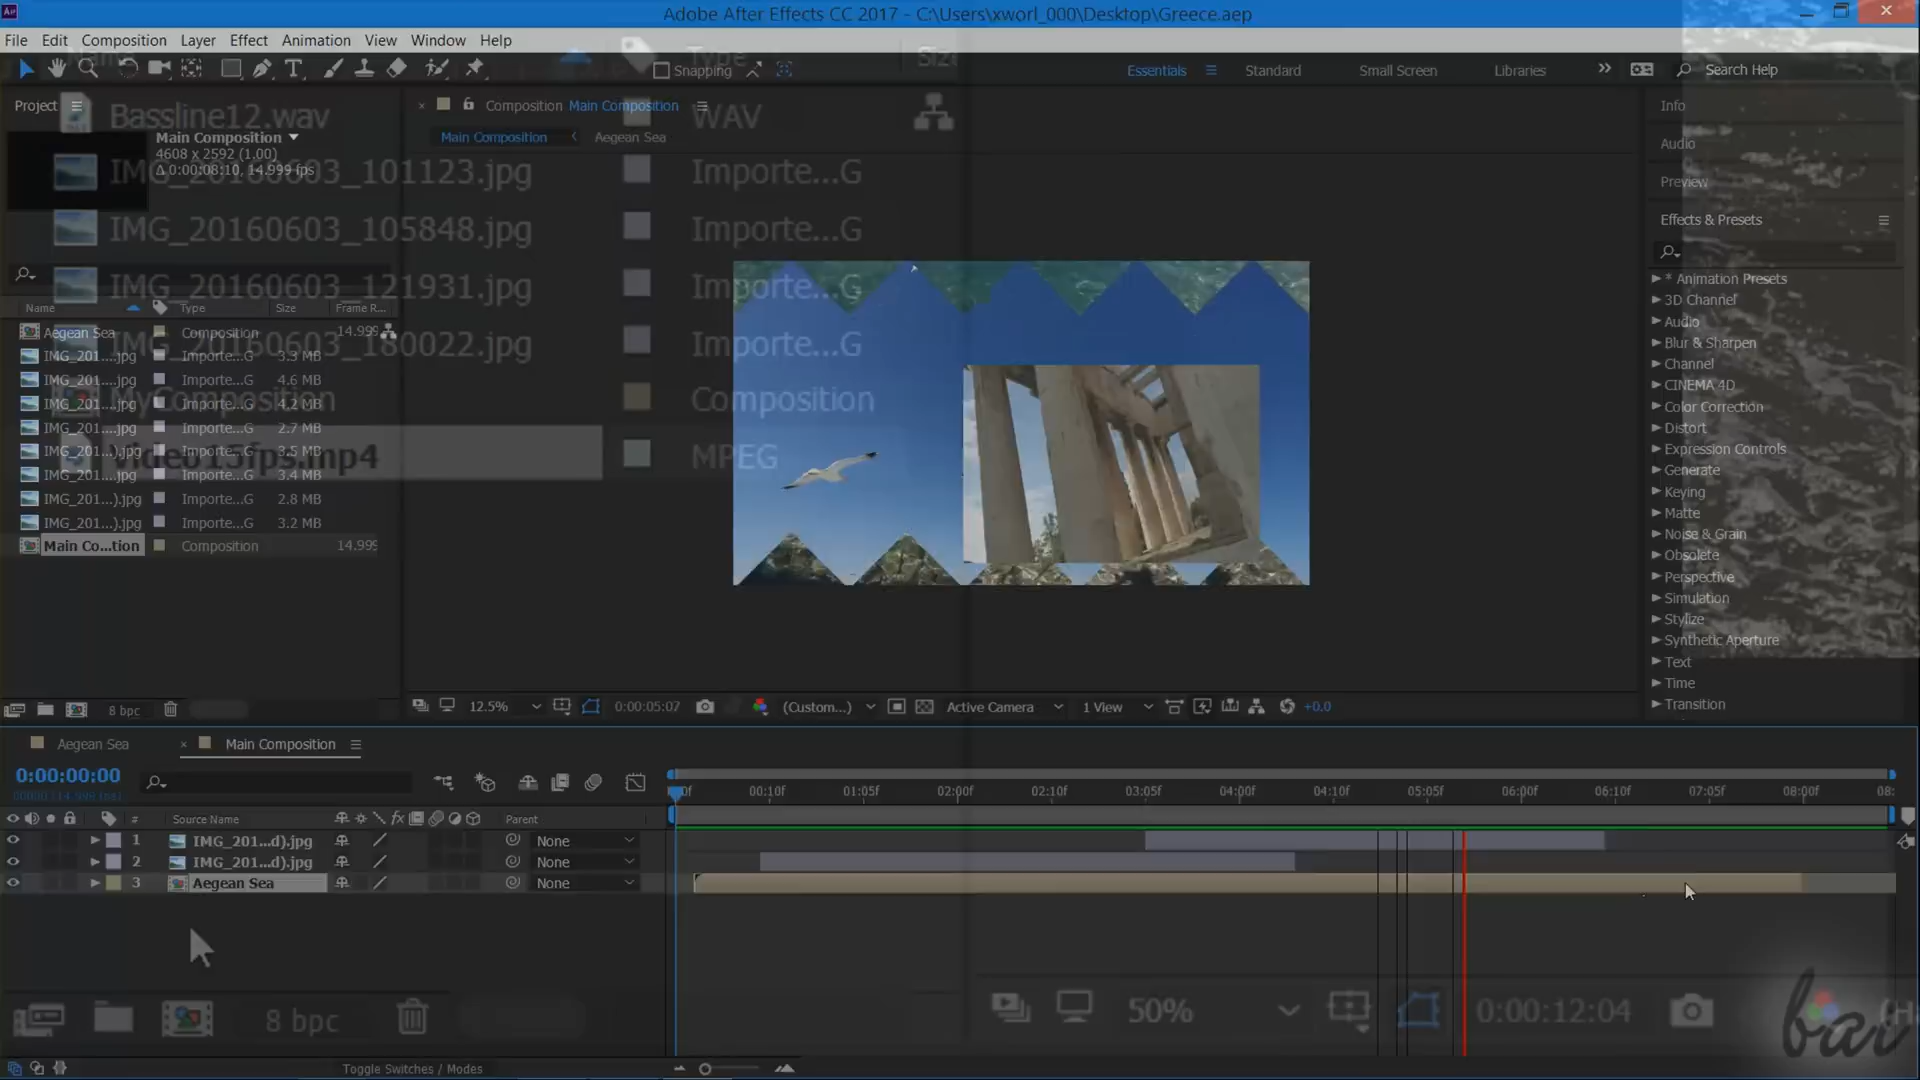 Adobe After Effects CC 2017 - C:\Users\xworl_000\Desktop\Greece.aep
File Edit Composition Layer Effect Animation View Window Help
Name Type Size
Snapping Essentials Standard Small Screen Libraries Search Help
Project
Composition Main Composition
Main Composition Aegean Sea
Main Composition
4608 x 2592 (1,00)
Δ 0:00:08:10, 14.999 fps
Bassline12.wav WAV
IMG_20160603_101123.jpg Importe...G
IMG_20160603_105848.jpg Importe...G
IMG_20160603_121931.jpg Importe...G
IMG_20160603_180022.jpg Importe...G
MyComposition Composition
Video15fps.mp4 MPEG
Name Type Size Frame R...
Aegean Sea Composition 14.999
IMG_201....jpg Importe...G 3.3 MB
IMG_201....jpg Importe...G 4.6 MB
IMG_201....jpg Importe...G 4.2 MB
IMG_201....jpg Importe...G 2.7 MB
IMG_201....jpg Importe...G 3.5 MB
IMG_201....jpg Importe...G 3.4 MB
IMG_201...).jpg Importe...G 2.8 MB
IMG_201...).jpg Importe...G 3.2 MB
Main Co...tion Composition 14.999
Info
Audio
Preview
Effects & Presets
* Animation Presets
3D Channel
Audio
Blur & Sharpen
Channel
CINEMA 4D
Color Correction
Distort
Expression Controls
Generate
Keying
Matte
Noise & Grain
Obsolete
Perspective
Simulation
Stylize
Synthetic Aperture
Text
Time
Transition
8 bpc
12.5% 0:00:05:07 (Custom...) Active Camera 1 View +0.0
Aegean Sea Main Composition
0:00:00:00
00000 (14.999 fps)
00:10f 01:05f 02:00f 02:10f 03:05f 04:00f 04:10f 05:05f 06:00f 06:10f 07:05f 08:00f 08:
# Source Name fx Parent
1 IMG_201...d).jpg None
2 IMG_201...d).jpg None
3 Aegean Sea None
8 bpc
50% 0:00:12:04
bav
Toggle Switches / Modes